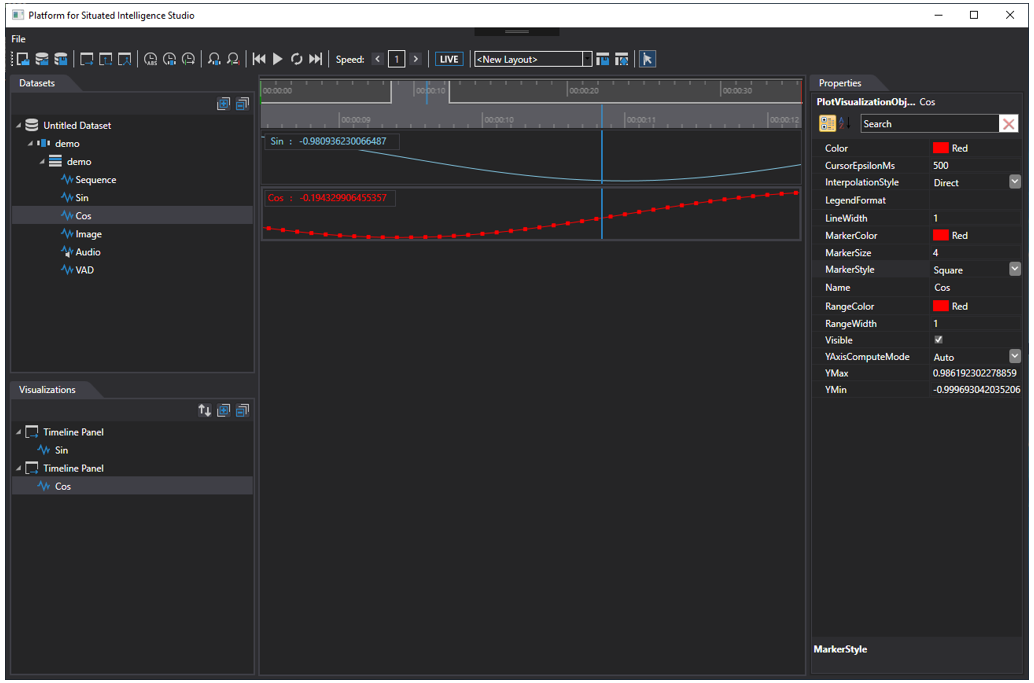 Platform for Situated Intelligence Studio
File
Speed: 1 LIVE <New Layout>
Datasets
Untitled Dataset
demo
demo
Sequence
Sin
Cos
Image
Audio
VAD
Visualizations
Timeline Panel
Sin
Timeline Panel
Cos
00:00:00 00:00:10 00:00:20 00:00:30
00:00:09 00:00:10 00:00:11 00:00:12
Sin : -0.980936230066487
Cos : -0.194329906455357
Properties
PlotVisualizationObj... Cos
Search
Color Red
CursorEpsilonMs 500
InterpolationStyle Direct
LegendFormat
LineWidth 1
MarkerColor Red
MarkerSize 4
MarkerStyle Square
Name Cos
RangeColor Red
RangeWidth 1
Visible
YAxisComputeMode Auto
YMax 0.986192302278859
YMin -0.999693042035206
MarkerStyle